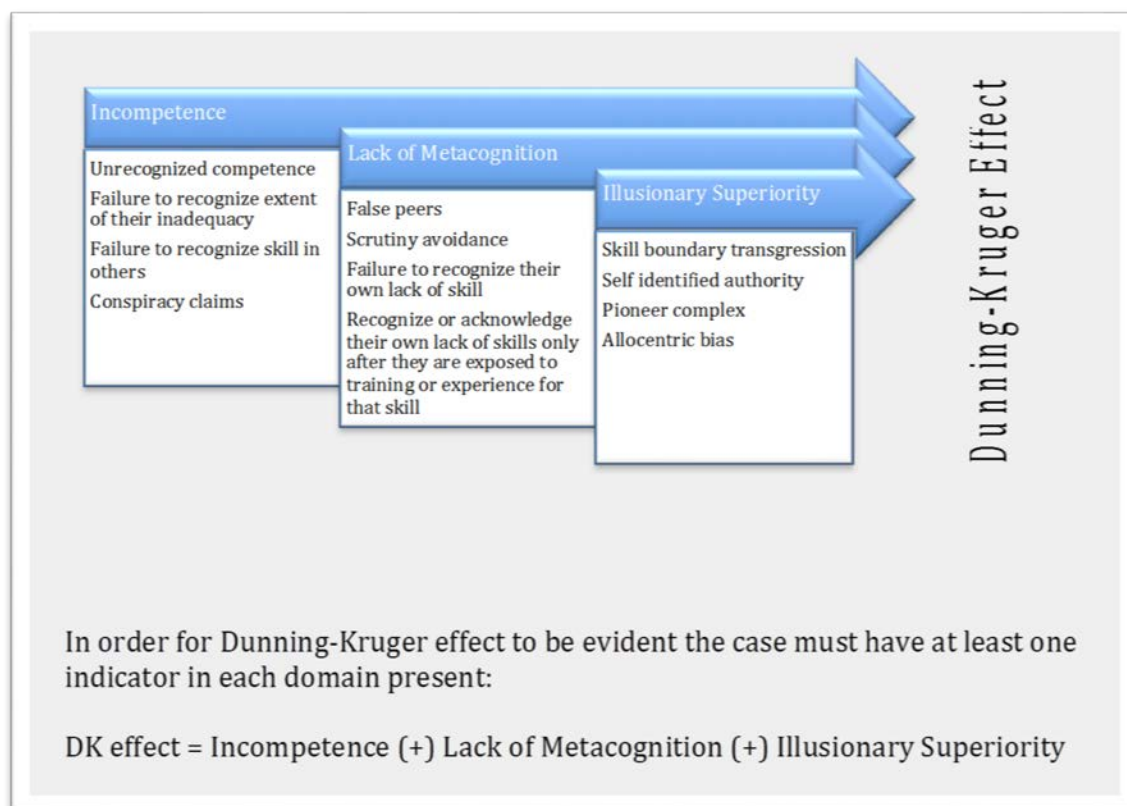 Incompetence
Unrecognized competence
Failure to recognize extent
of their inadequacy
Failure to recognize skill in
others
Conspiracy claims
Lack of Metacognition
False peers
Scrutiny avoidance
Failure to recognize their
own lack of skill
Recognize or acknowledge
their own lack of skills only
after they are exposed to
training or experience for
that skill
Illusionary Superiority
Skill boundary transgression
Self identified authority
Pioneer complex
Allocentric bias
Dunning-Kruger Effect
In order for Dunning-Kruger effect to be evident the case must have at least one
indicator in each domain present:
DK effect = Incompetence (+) Lack of Metacognition (+) Illusionary Superiority